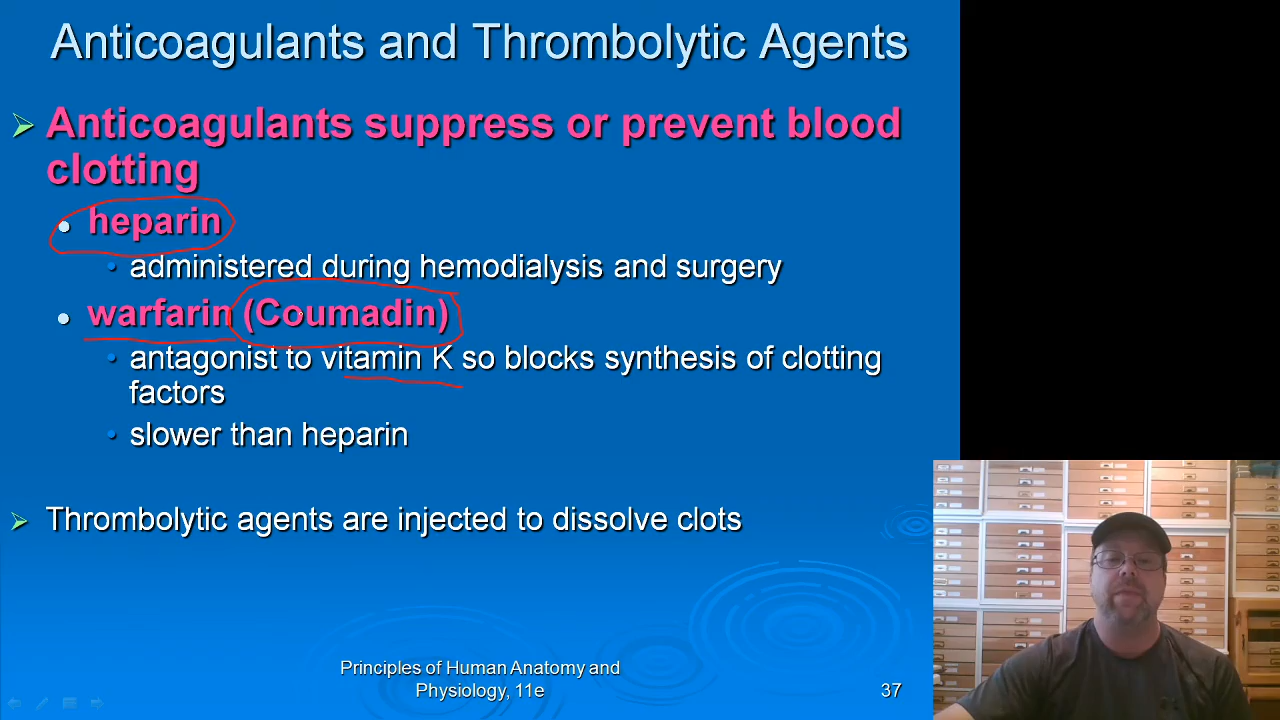 Anticoagulants and Thrombolytic Agents
Anticoagulants suppress or prevent blood
clotting
heparin
administered during hemodialysis and surgery
warfarin (Coumadin)
antagonist to vitamin K so blocks synthesis of clotting
factors
slower than heparin
Thrombolytic agents are injected to dissolve clots
Principles of Human Anatomy and
Physiology, 11e
37